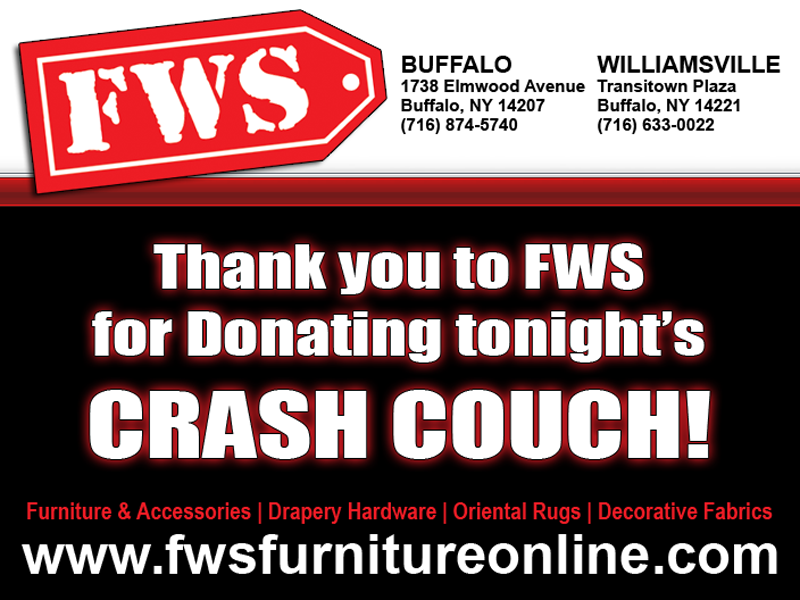 FWS
BUFFALO
1738 Elmwood Avenue
Buffalo, NY 14207
(716) 874-5740
WILLIAMSVILLE
Transitown Plaza
Buffalo, NY 14221
(716) 633-0022
Thank you to FWS
for Donating tonight's
CRASH COUCH!
Furniture & Accessories | Drapery Hardware | Oriental Rugs | Decorative Fabrics
www.fwsfurnitureonline.com